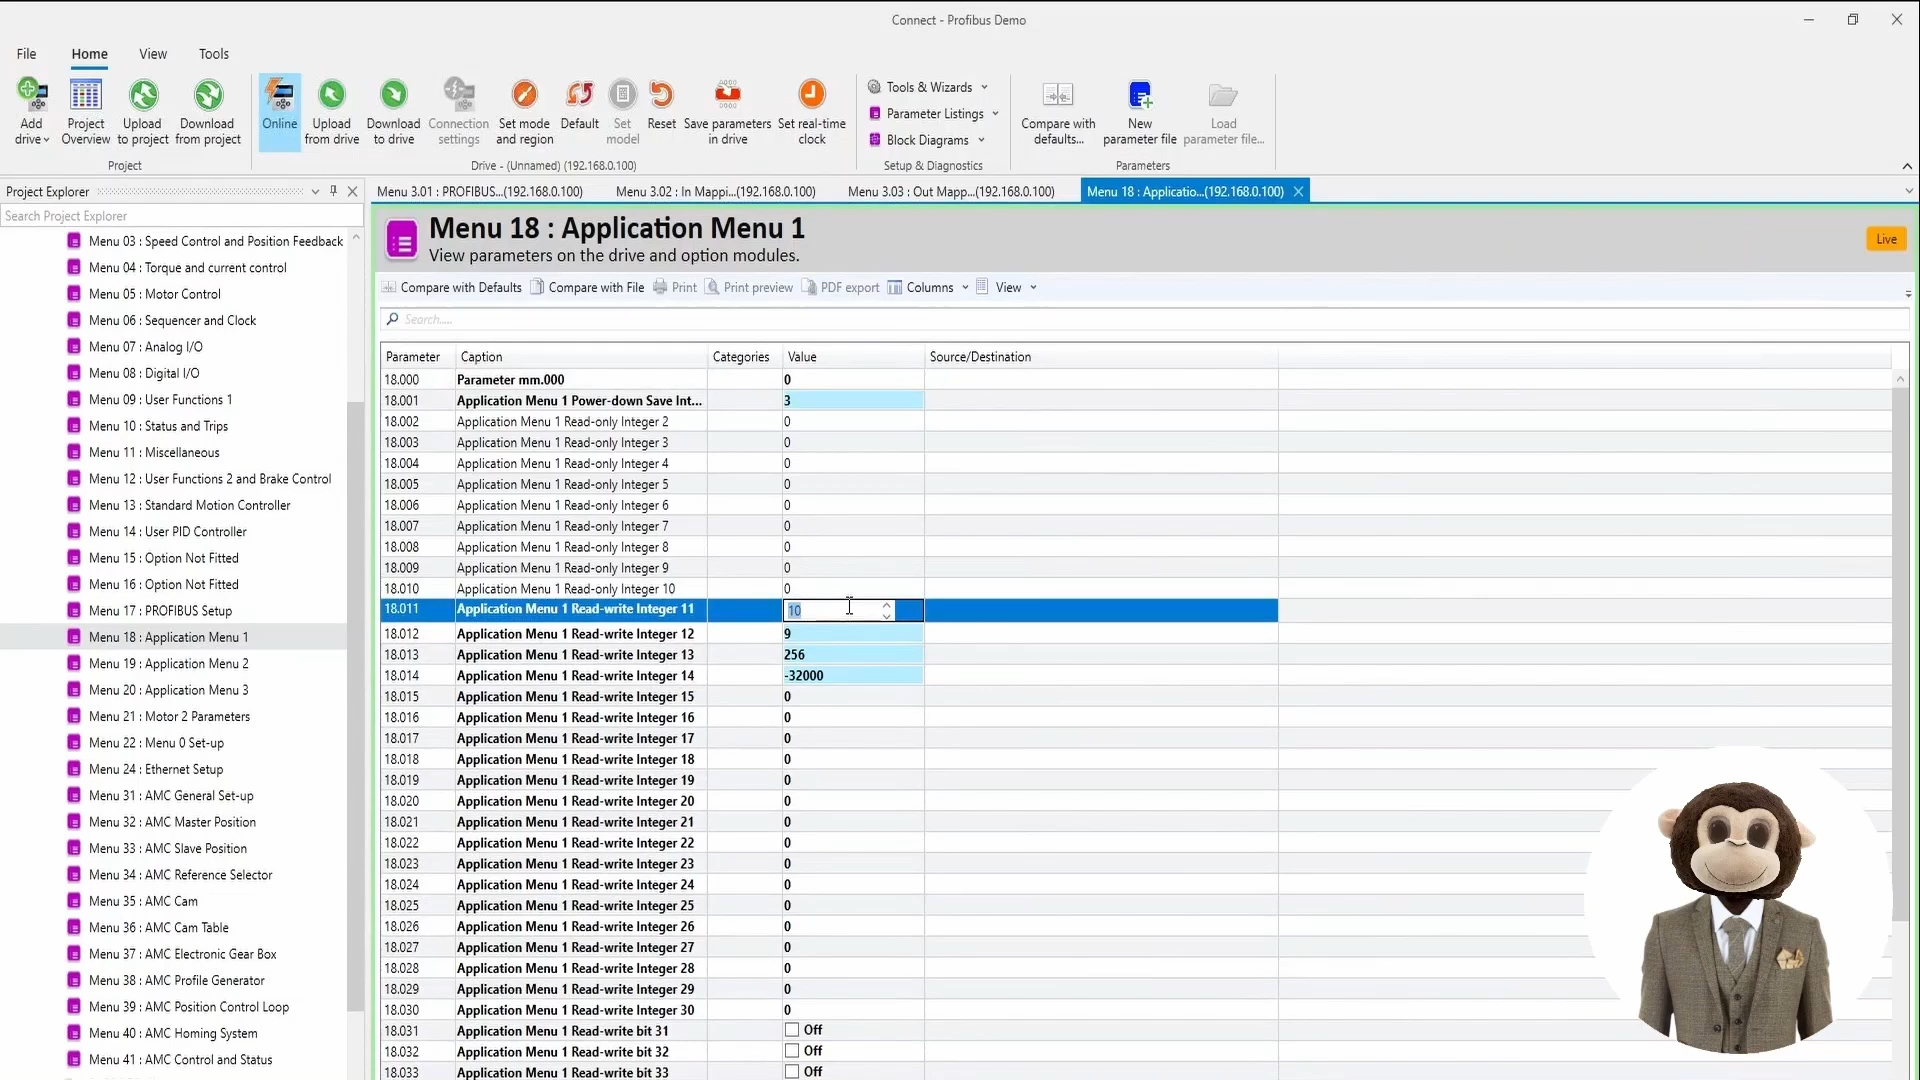 Connect - Profibus Demo
File Home View Tools
Add drive
Project Overview
Upload to project
Download from project
Project
Online
Upload from drive
Download to drive
Connection settings
Set mode and region
Default
Set model
Reset
Save parameters in drive
Set real-time clock
Drive - (Unnamed) (192.168.0.100)
Tools & Wizards
Parameter Listings
Block Diagrams
Setup & Diagnostics
Compare with defaults...
New parameter file
Load parameter file...
Parameters
Project Explorer
Search Project Explorer
Menu 03 : Speed Control and Position Feedback
Menu 04 : Torque and current control
Menu 05 : Motor Control
Menu 06 : Sequencer and Clock
Menu 07 : Analog I/O
Menu 08 : Digital I/O
Menu 09 : User Functions 1
Menu 10 : Status and Trips
Menu 11 : Miscellaneous
Menu 12 : User Functions 2 and Brake Control
Menu 13 : Standard Motion Controller
Menu 14 : User PID Controller
Menu 15 : Option Not Fitted
Menu 16 : Option Not Fitted
Menu 17 : PROFIBUS Setup
Menu 18 : Application Menu 1
Menu 19 : Application Menu 2
Menu 20 : Application Menu 3
Menu 21 : Motor 2 Parameters
Menu 22 : Menu 0 Set-up
Menu 24 : Ethernet Setup
Menu 31 : AMC General Set-up
Menu 32 : AMC Master Position
Menu 33 : AMC Slave Position
Menu 34 : AMC Reference Selector
Menu 35 : AMC Cam
Menu 36 : AMC Cam Table
Menu 37 : AMC Electronic Gear Box
Menu 38 : AMC Profile Generator
Menu 39 : AMC Position Control Loop
Menu 40 : AMC Homing System
Menu 41 : AMC Control and Status
Menu 3.01 : PROFIBUS...(192.168.0.100)
Menu 3.02 : In Mappi...(192.168.0.100)
Menu 3.03 : Out Mapp...(192.168.0.100)
Menu 18 : Applicatio...(192.168.0.100)
Menu 18 : Application Menu 1
View parameters on the drive and option modules.
Live
Compare with Defaults Compare with File Print Print preview PDF export Columns View
Search.....
Parameter Caption Categories Value Source/Destination
18.000 Parameter mm.000 0
18.001 Application Menu 1 Power-down Save Int... 3
18.002 Application Menu 1 Read-only Integer 2 0
18.003 Application Menu 1 Read-only Integer 3 0
18.004 Application Menu 1 Read-only Integer 4 0
18.005 Application Menu 1 Read-only Integer 5 0
18.006 Application Menu 1 Read-only Integer 6 0
18.007 Application Menu 1 Read-only Integer 7 0
18.008 Application Menu 1 Read-only Integer 8 0
18.009 Application Menu 1 Read-only Integer 9 0
18.010 Application Menu 1 Read-only Integer 10 0
18.011 Application Menu 1 Read-write Integer 11 10
18.012 Application Menu 1 Read-write Integer 12 9
18.013 Application Menu 1 Read-write Integer 13 256
18.014 Application Menu 1 Read-write Integer 14 -32000
18.015 Application Menu 1 Read-write Integer 15 0
18.016 Application Menu 1 Read-write Integer 16 0
18.017 Application Menu 1 Read-write Integer 17 0
18.018 Application Menu 1 Read-write Integer 18 0
18.019 Application Menu 1 Read-write Integer 19 0
18.020 Application Menu 1 Read-write Integer 20 0
18.021 Application Menu 1 Read-write Integer 21 0
18.022 Application Menu 1 Read-write Integer 22 0
18.023 Application Menu 1 Read-write Integer 23 0
18.024 Application Menu 1 Read-write Integer 24 0
18.025 Application Menu 1 Read-write Integer 25 0
18.026 Application Menu 1 Read-write Integer 26 0
18.027 Application Menu 1 Read-write Integer 27 0
18.028 Application Menu 1 Read-write Integer 28 0
18.029 Application Menu 1 Read-write Integer 29 0
18.030 Application Menu 1 Read-write Integer 30 0
18.031 Application Menu 1 Read-write bit 31 Off
18.032 Application Menu 1 Read-write bit 32 Off
18.033 Application Menu 1 Read-write bit 33 Off